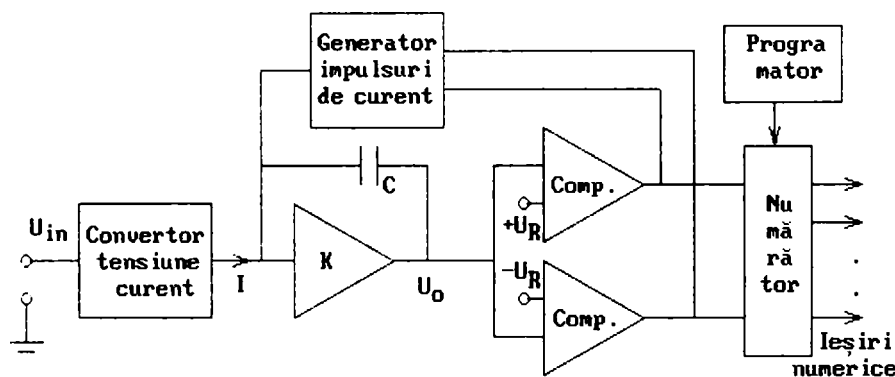 Generator
impulsuri
de curent
Progra
mator
C
Comp.
+U_R
U_in
Convertor
tensiune
curent
I
K
U_o
-U_R
Comp.
Nu
mă
ră
tor
.
.
Ieșiri
numerice